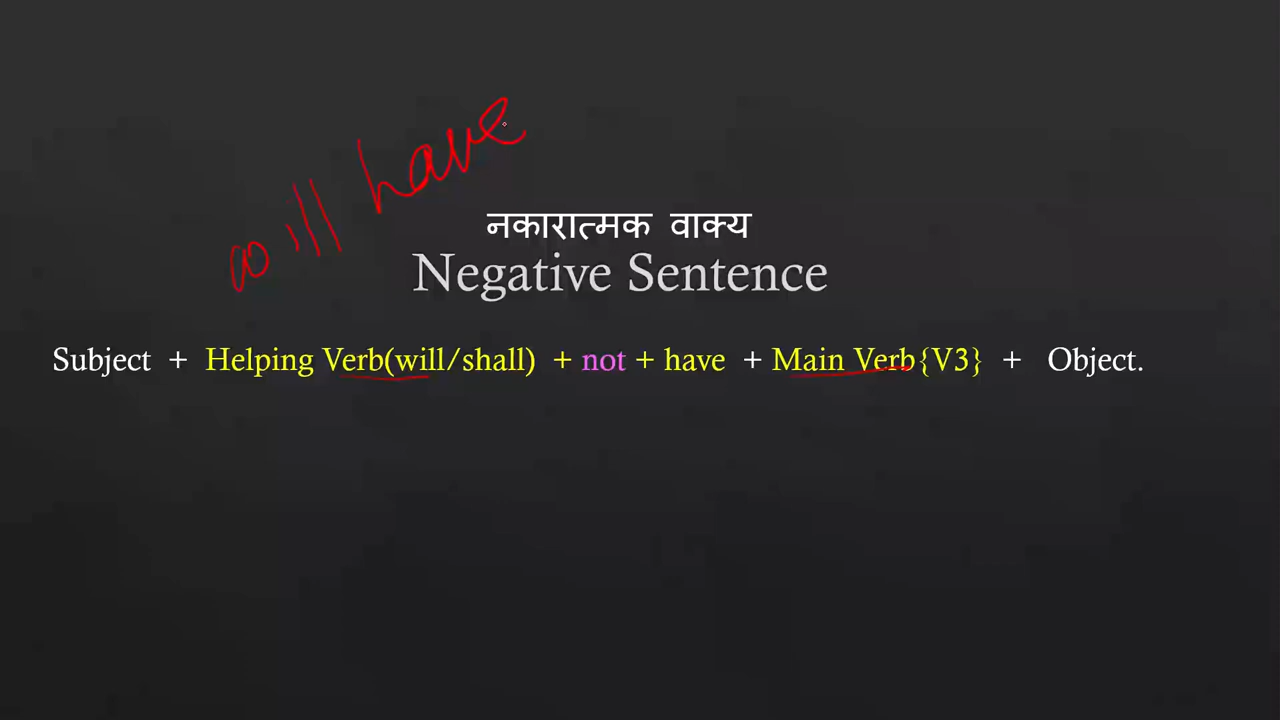 will have
नकारात्मक वाक्य
Negative Sentence
Subject + Helping Verb(will/shall) + not + have + Main Verb{V3} + Object.